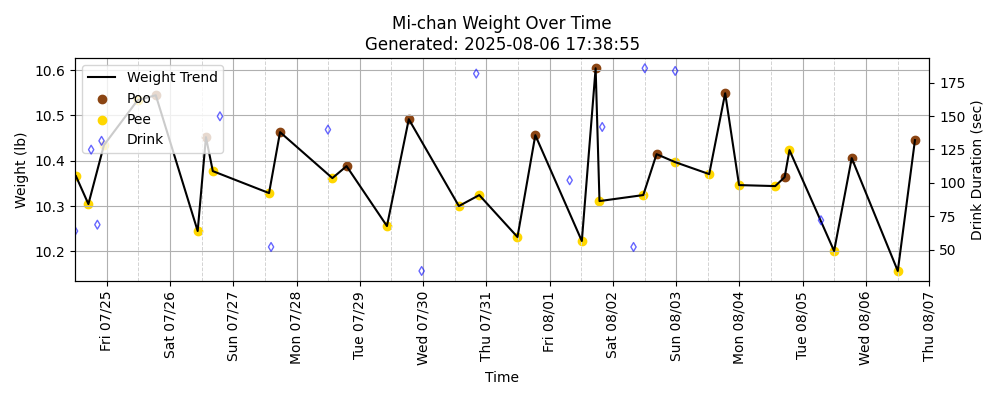 Mi-chan Weight Over Time
Generated: 2025-08-06 17:38:55
Weight (lb)
10.6
10.5
10.4
10.3
10.2
Weight Trend
Poo
Pee
Drink
175
150
125
100
75
50
Drink Duration (sec)
Fri 07/25
Sat 07/26
Sun 07/27
Mon 07/28
Tue 07/29
Wed 07/30
Thu 07/31
Fri 08/01
Sat 08/02
Sun 08/03
Mon 08/04
Tue 08/05
Wed 08/06
Thu 08/07
Time